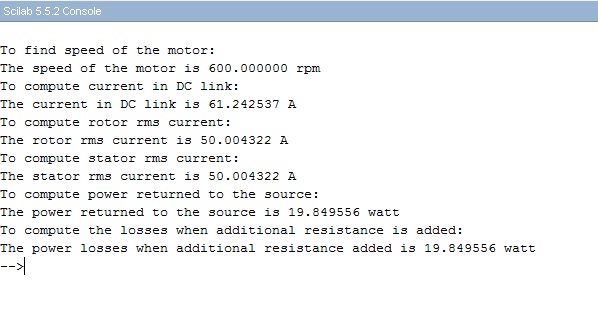 Scilab 5.5.2 Console
To find speed of the motor:
The speed of the motor is 600.000000 rpm
To compute current in DC link:
The current in DC link is 61.242537 A
To compute rotor rms current:
The rotor rms current is 50.004322 A
To compute stator rms current:
The stator rms current is 50.004322 A
To compute power returned to the source:
The power returned to the source is 19.849556 watt
To compute the losses when additional resistance is added:
The power losses when additional resistance added is 19.849556 watt
-->